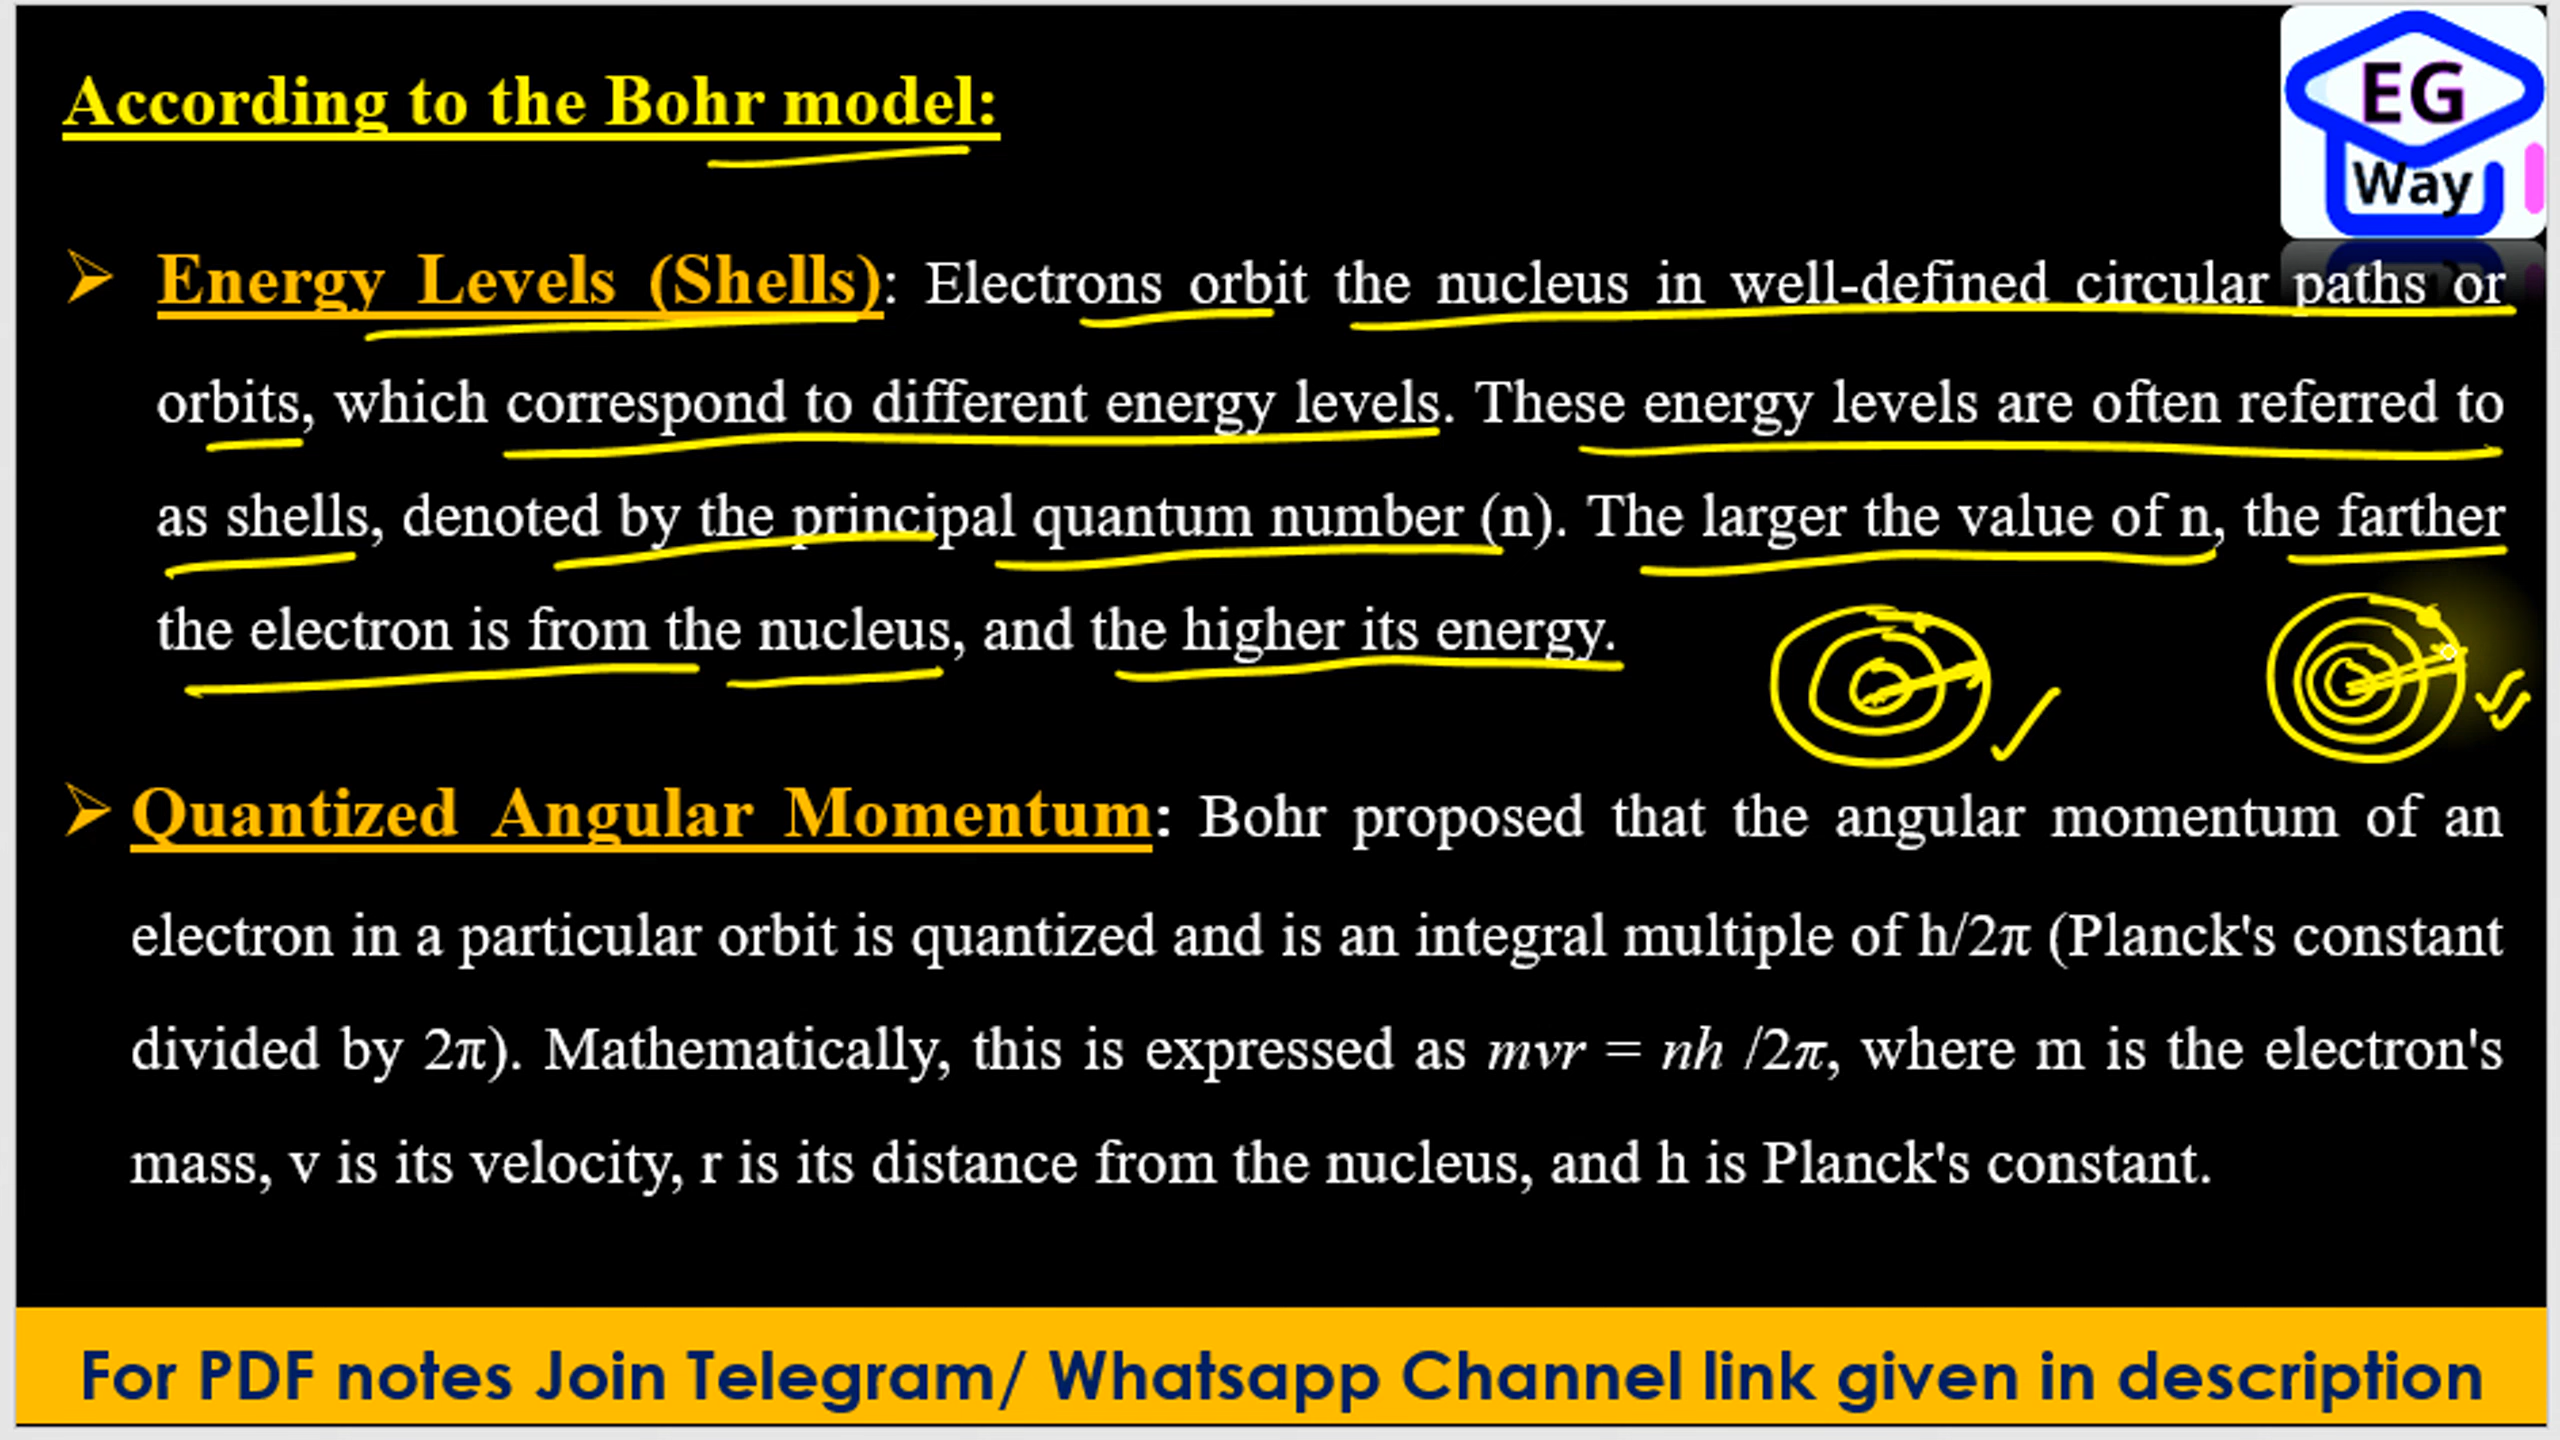 According to the Bohr model:
EG
Way
Energy Levels (Shells): Electrons orbit the nucleus in well-defined circular paths or
orbits, which correspond to different energy levels. These energy levels are often referred to
as shells, denoted by the principal quantum number (n). The larger the value of n, the farther
the electron is from the nucleus, and the higher its energy.
Quantized Angular Momentum: Bohr proposed that the angular momentum of an
electron in a particular orbit is quantized and is an integral multiple of h/2π (Planck's constant
divided by 2π). Mathematically, this is expressed as mvr = nh /2π, where m is the electron's
mass, v is its velocity, r is its distance from the nucleus, and h is Planck's constant.
For PDF notes Join Telegram/ Whatsapp Channel link given in description